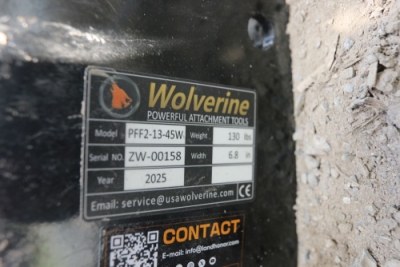 Wolverine
POWERFUL ATTACHMENT TOOLS
Model PFF2-13-45W Weight 130 lbs
Serial NO. ZW-00158 Width 6.8 in
Year 2025
Email: service@usawolverine.com CE
CONTACT
E-mail: info@landhonor.com